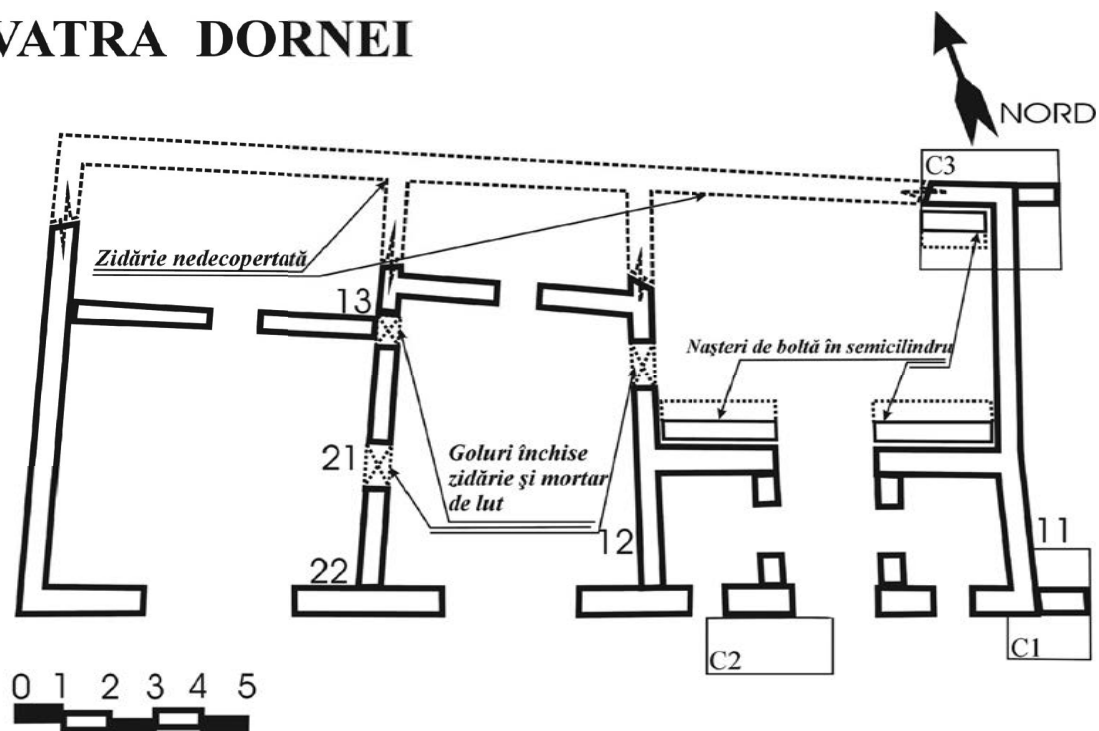 VATRA DORNEI
NORD
C3
Zidărie nedecopertată
13
Nașteri de boltă în semicilindru
21
Goluri închise
zidărie și mortar
de lut
12
11
22
C2
C1
0 1 2 3 4 5